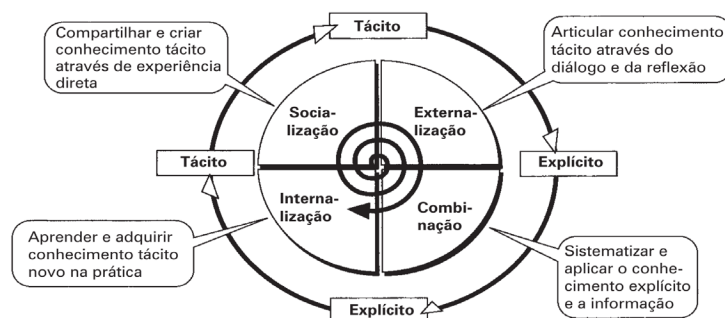 Compartilhar e criar
conhecimento tácito
através de experiência
direta
Tácito
Articular conhecimento
tácito através do
diálogo e da reflexão
Socia-
lização
Externa-
lização
Tácito
Explícito
Interna-
lização
Combi-
nação
Aprender e adquirir
conhecimento tácito
novo na prática
Sistematizar e
aplicar o conhe-
cimento explícito
e a informação
Explícito